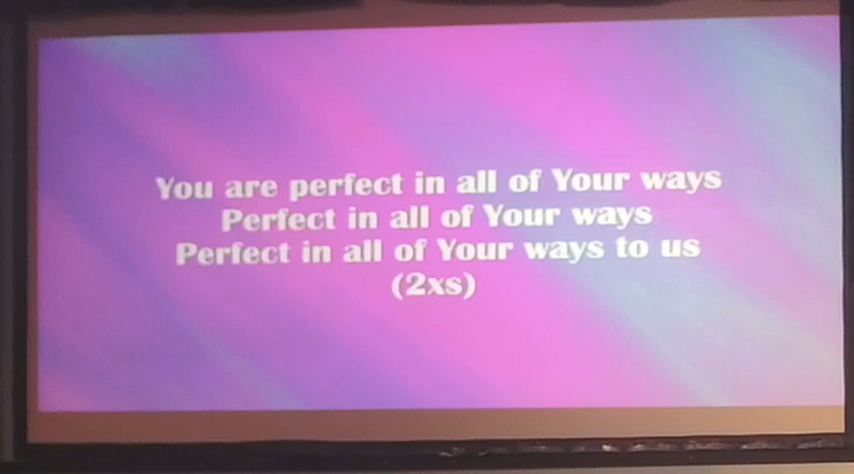 You are perfect in all of Your ways
Perfect in all of Your ways
Perfect in all of Your ways to us
(2xs)